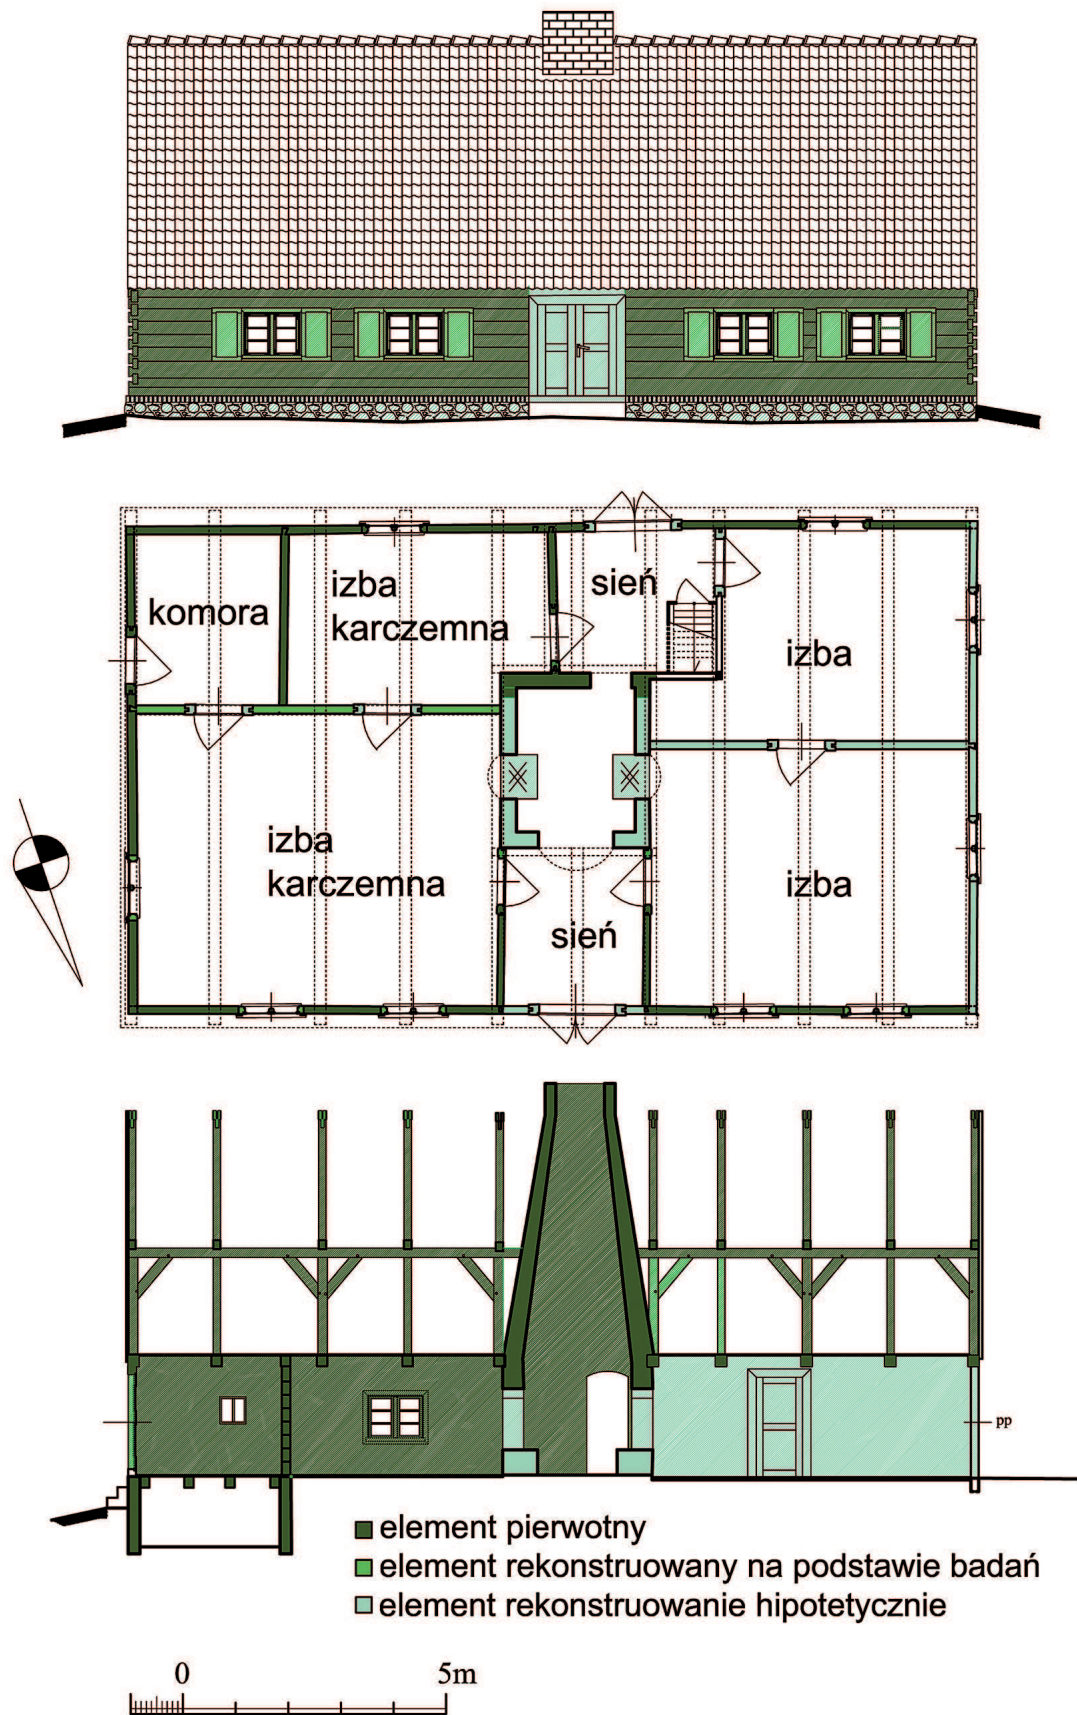 komora
izba
karczemna
sień
izba
izba
karczemna
sień
izba
pp
element pierwotny
element rekonstruowany na podstawie badań
element rekonstruowanie hipotetycznie
0 5m